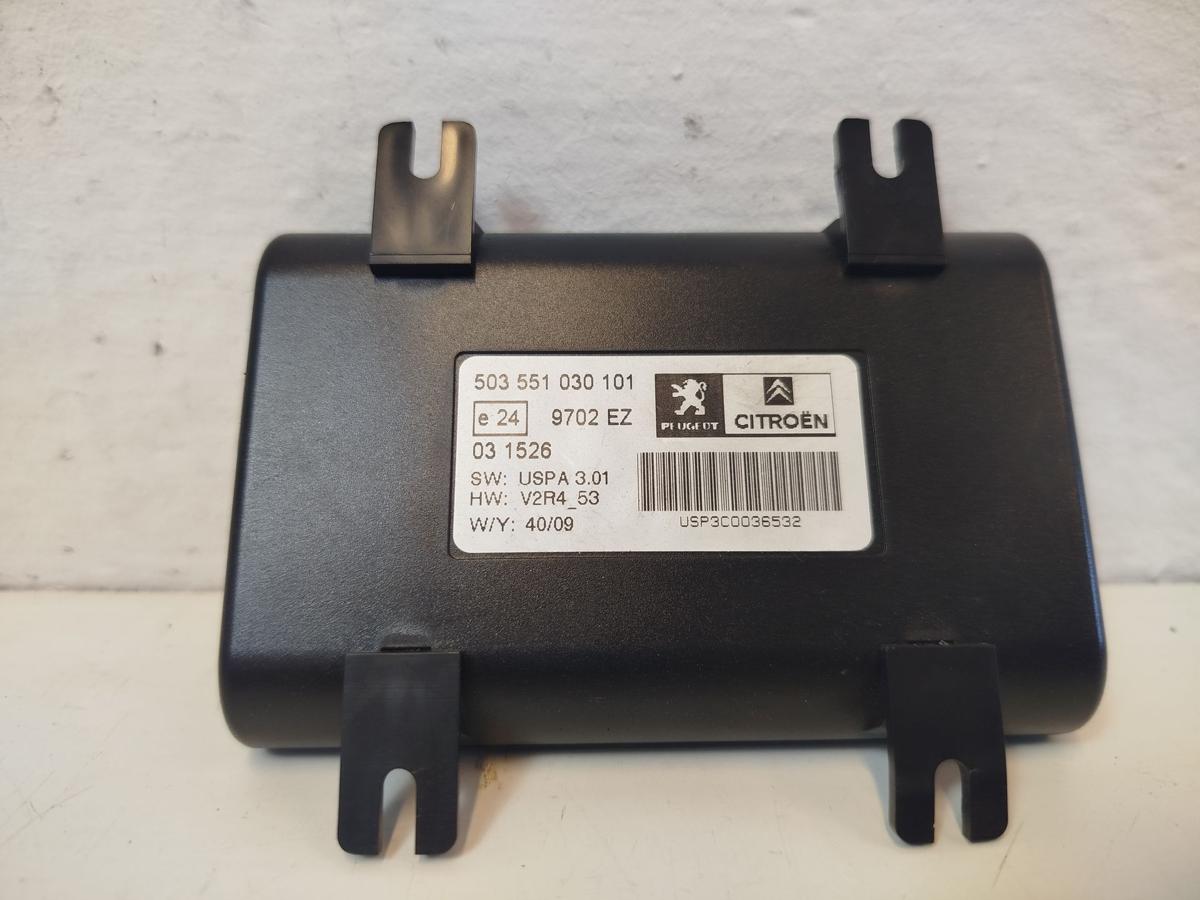 503 551 030 101
e 24 9702 EZ
03 1526
SW: USPA 3.01
HW: V2R4_53
W/Y: 40/09
PEUGEOT
CITROËN
USP3C0036532